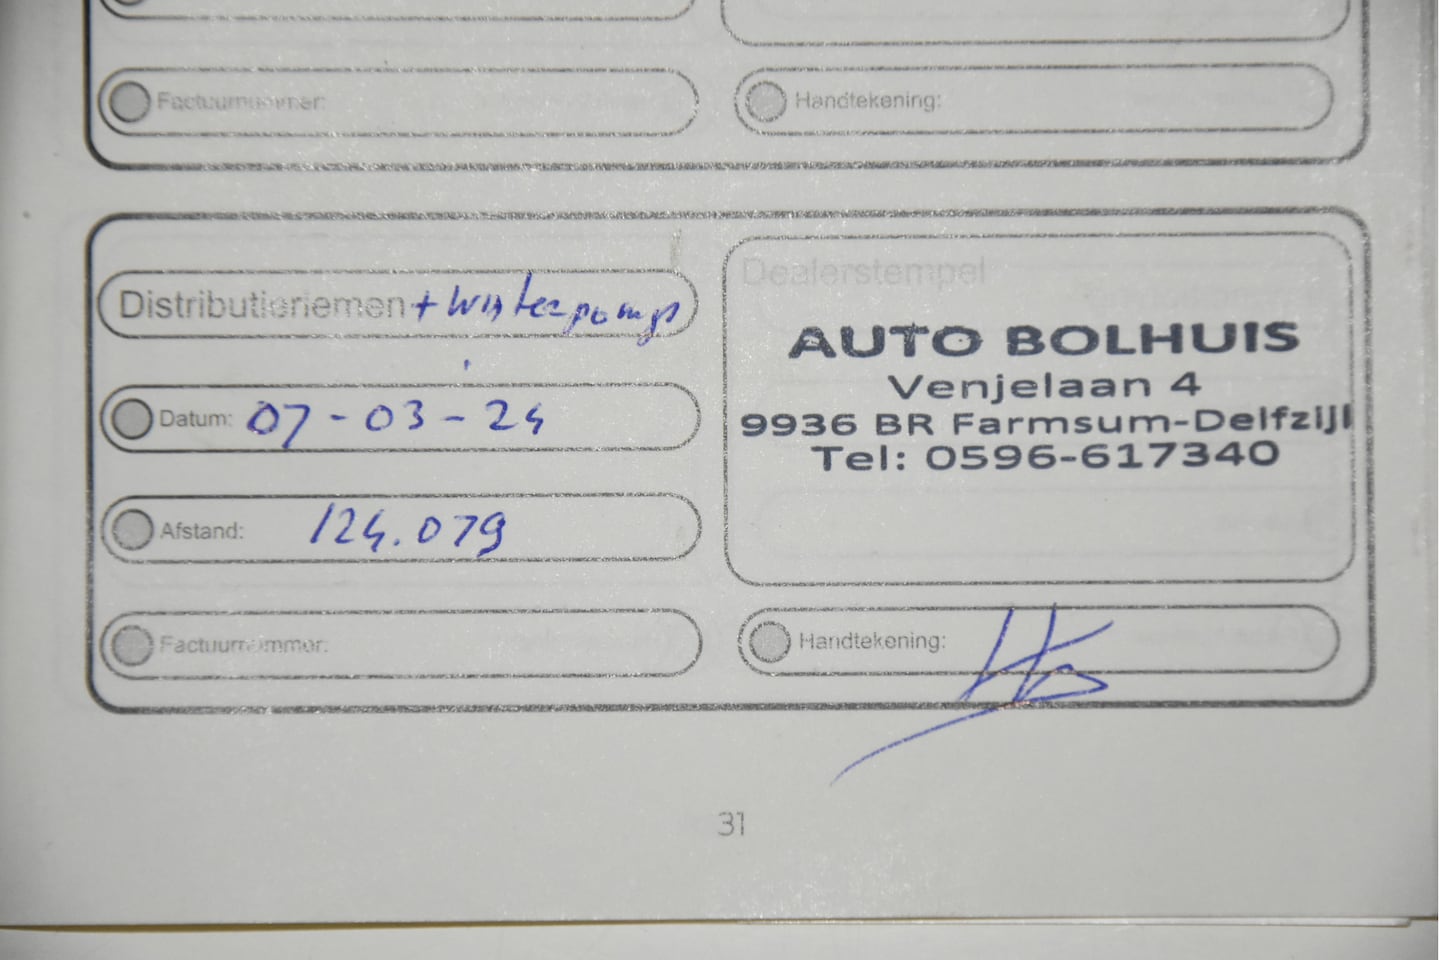 Factuurnummer:
Handtekening:
Distributieriemen + Waterpomp
Datum: 07-03-24
Afstand: 124.079
Factuurnummer:
Dealerstempel
AUTO BOLHUIS
Venjelaan 4
9936 BR Farmsum-Delfzijl
Tel: 0596-617340
Handtekening:
31